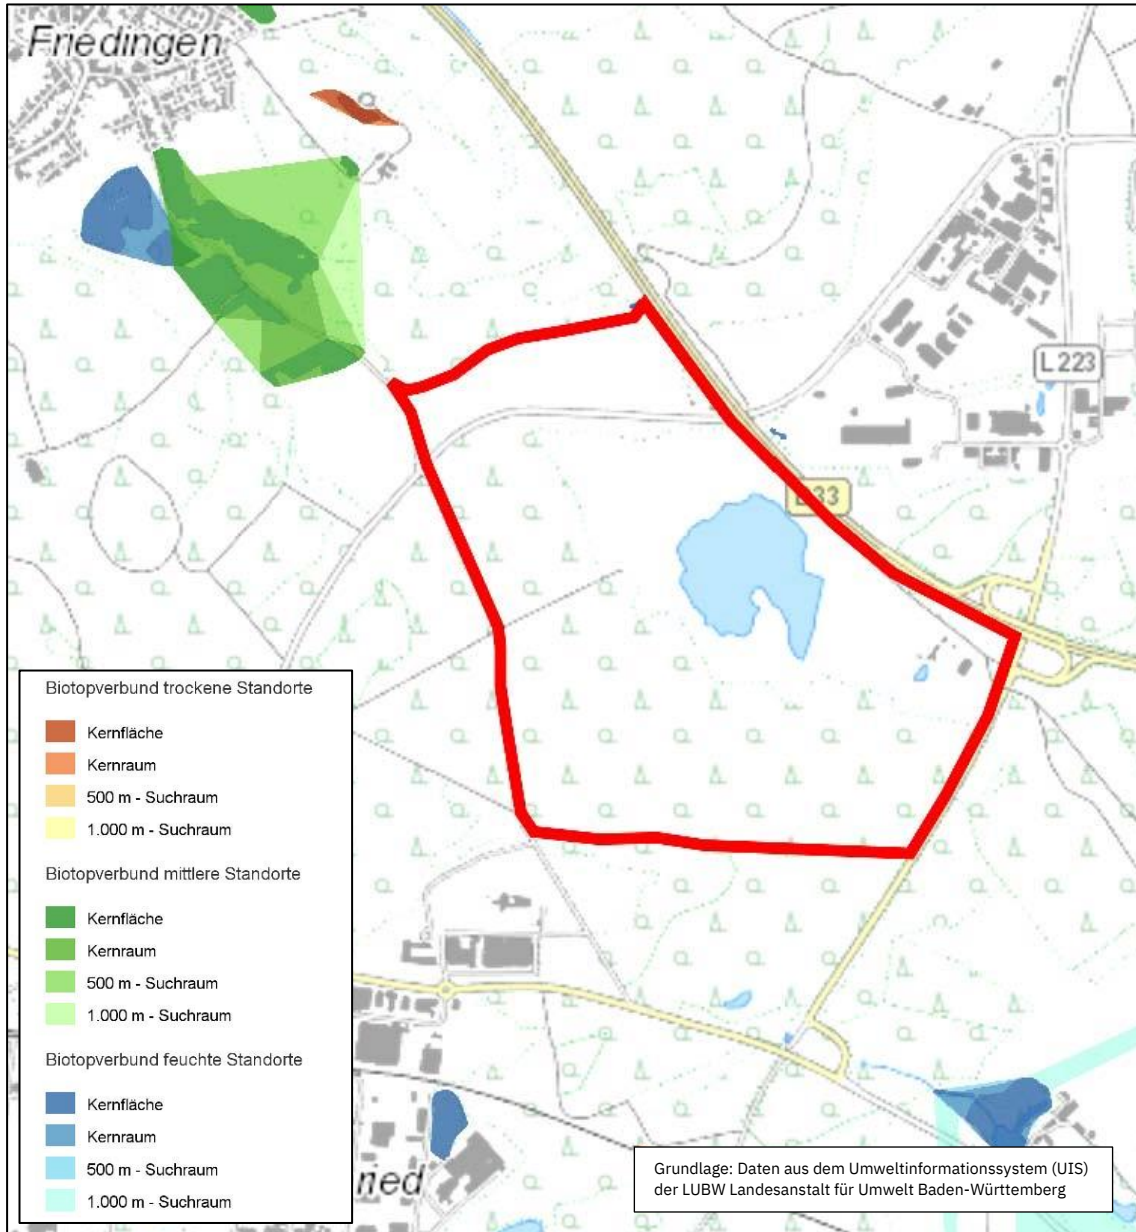 Friedingen
L 223
Biotopverbund trockene Standorte
Kernfläche
Kernraum
500 m - Suchraum
1.000 m - Suchraum
Biotopverbund mittlere Standorte
Kernfläche
Kernraum
500 m - Suchraum
1.000 m - Suchraum
Biotopverbund feuchte Standorte
Kernfläche
Kernraum
500 m - Suchraum
1.000 m - Suchraum
ried
Grundlage: Daten aus dem Umweltinformationssystem (UIS)
der LUBW Landesanstalt für Umwelt Baden-Württemberg